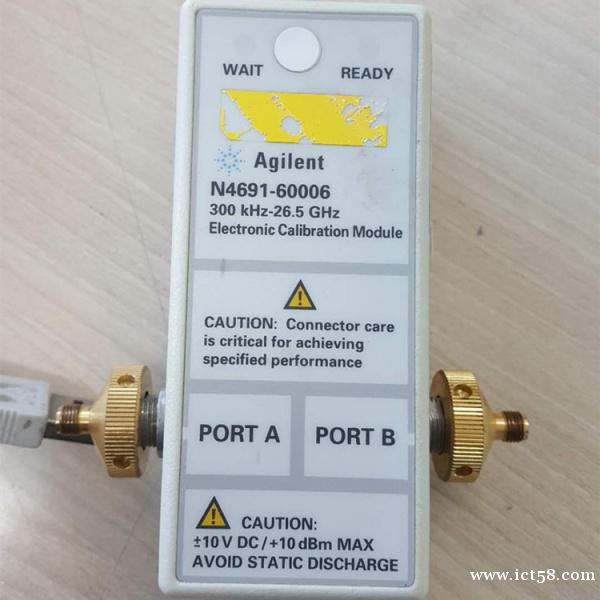 WAIT READY
Agilent
N4691-60006
300 kHz-26.5 GHz
Electronic Calibration Module
CAUTION: Connector care
is critical for achieving
specified performance
PORT A PORT B
CAUTION:
±10 V DC/+10 dBm MAX
AVOID STATIC DISCHARGE
www.ict58.com